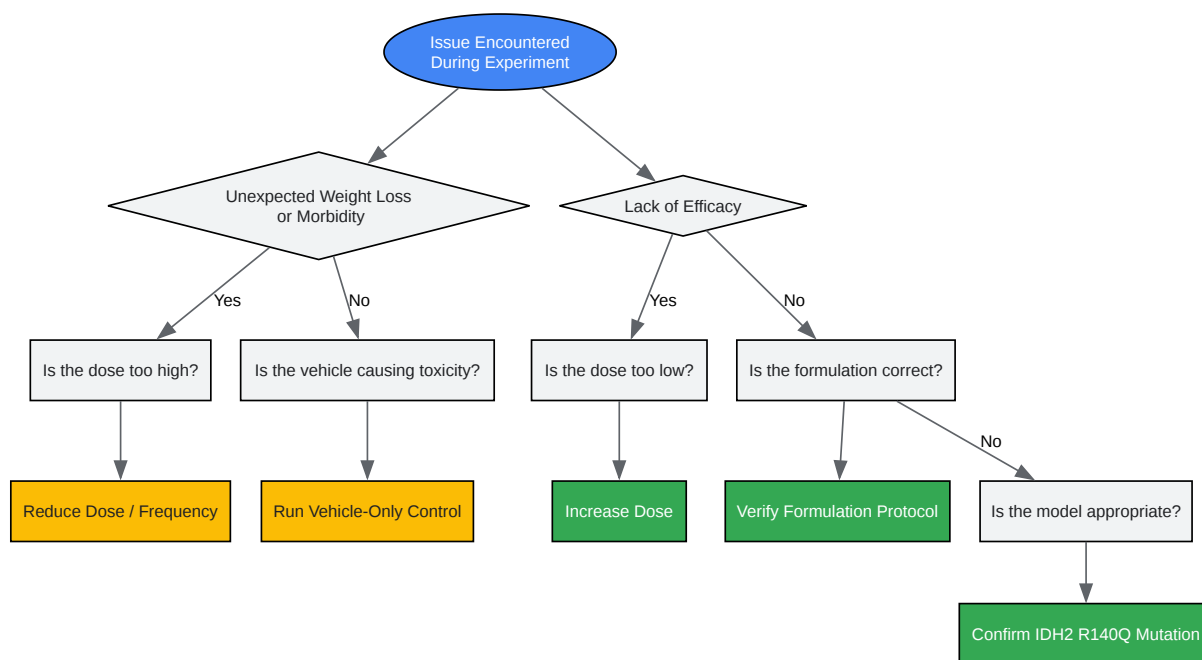 Issue Encountered
During Experiment
Unexpected Weight Loss
or Morbidity
Lack of Efficacy
Yes
No
Yes
No
Is the dose too high?
Is the vehicle causing toxicity?
Is the dose too low?
Is the formulation correct?
No
Reduce Dose / Frequency
Run Vehicle-Only Control
Increase Dose
Verify Formulation Protocol
Is the model appropriate?
Confirm IDH2 R140Q Mutation